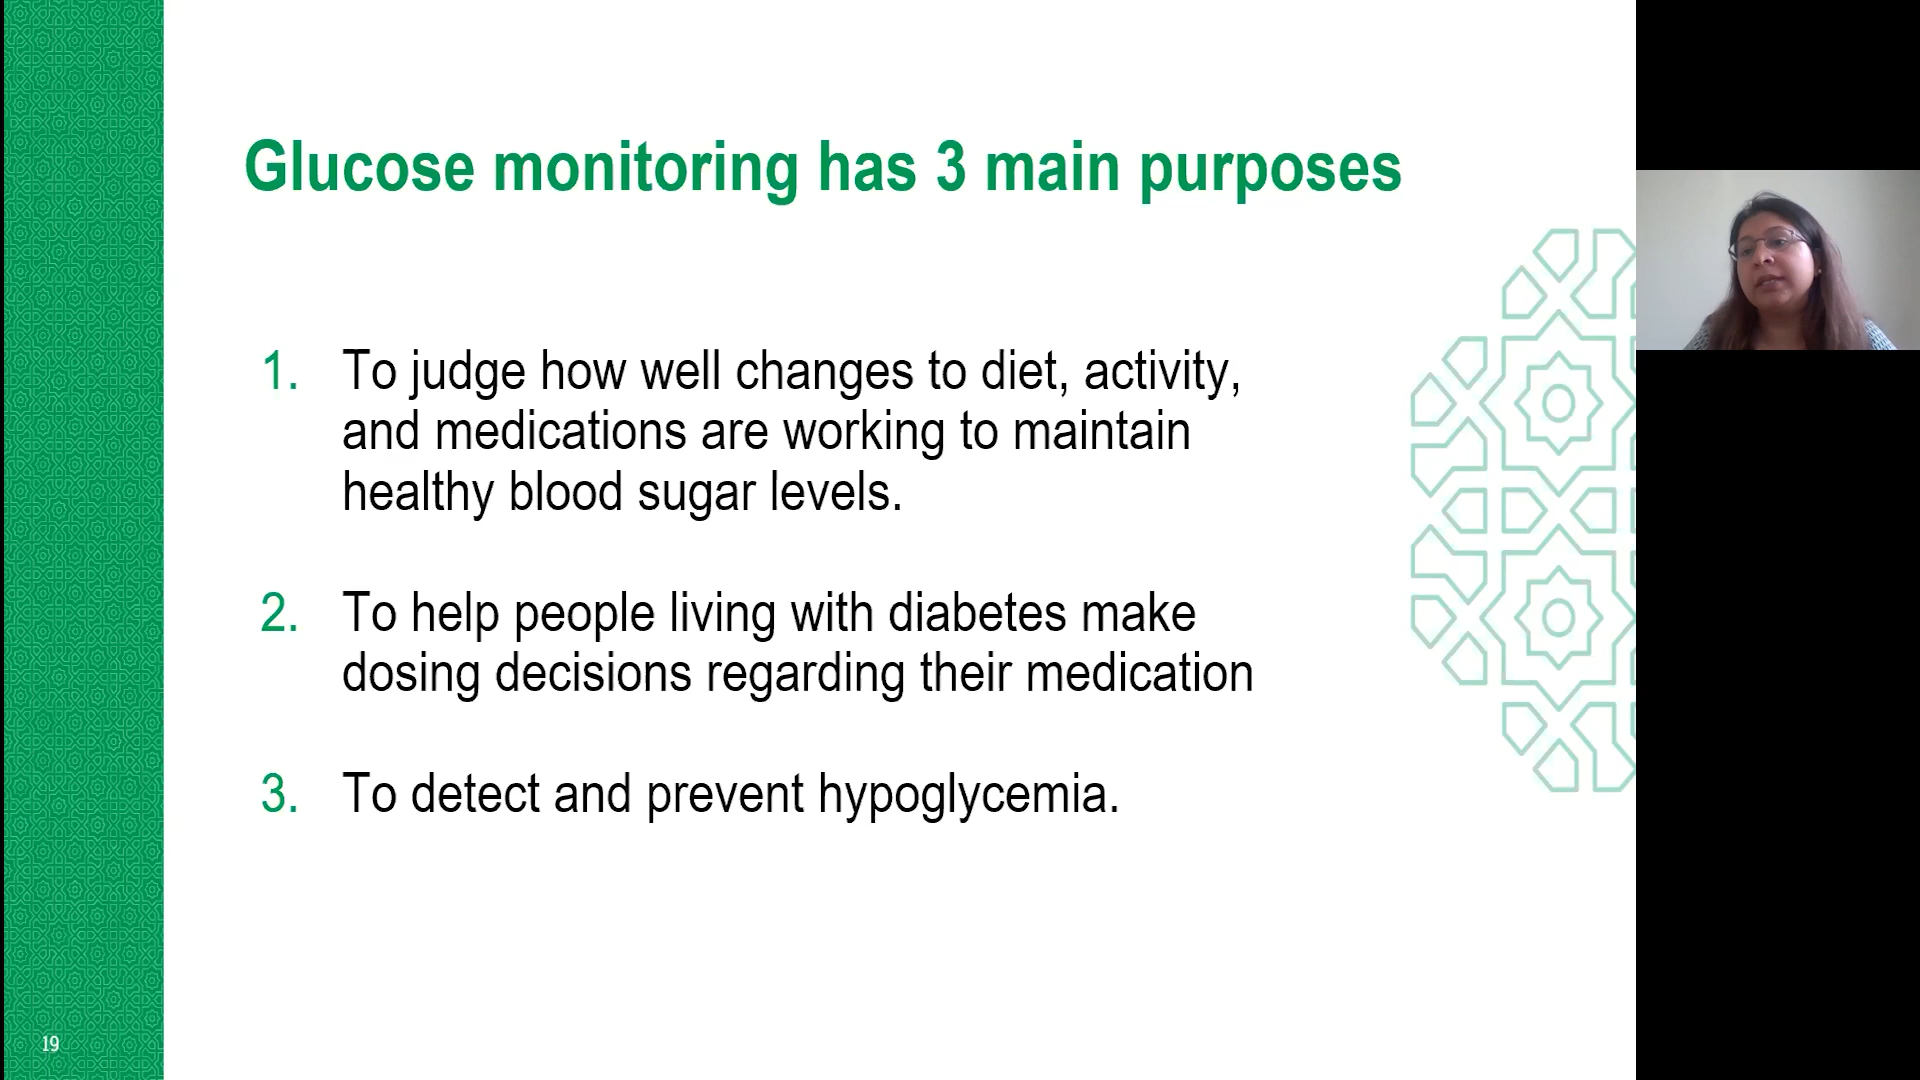 Glucose monitoring has 3 main purposes
1. To judge how well changes to diet, activity,
and medications are working to maintain
healthy blood sugar levels.
2. To help people living with diabetes make
dosing decisions regarding their medication
3. To detect and prevent hypoglycemia.
19